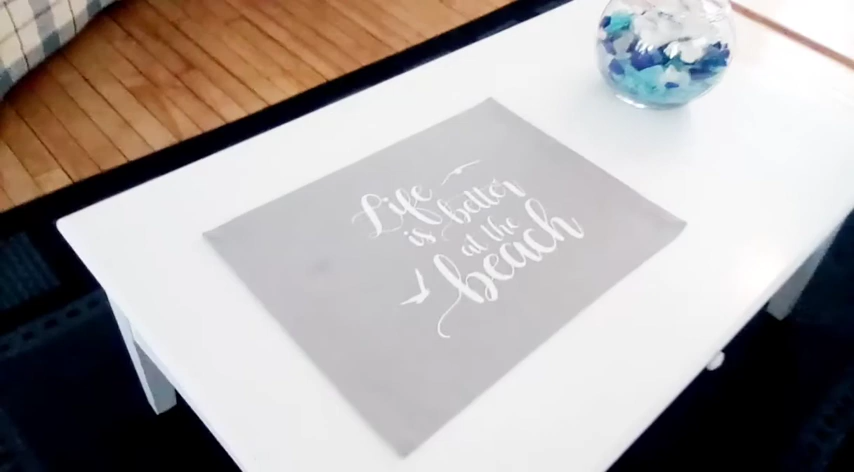 Life
is better
at the
beach